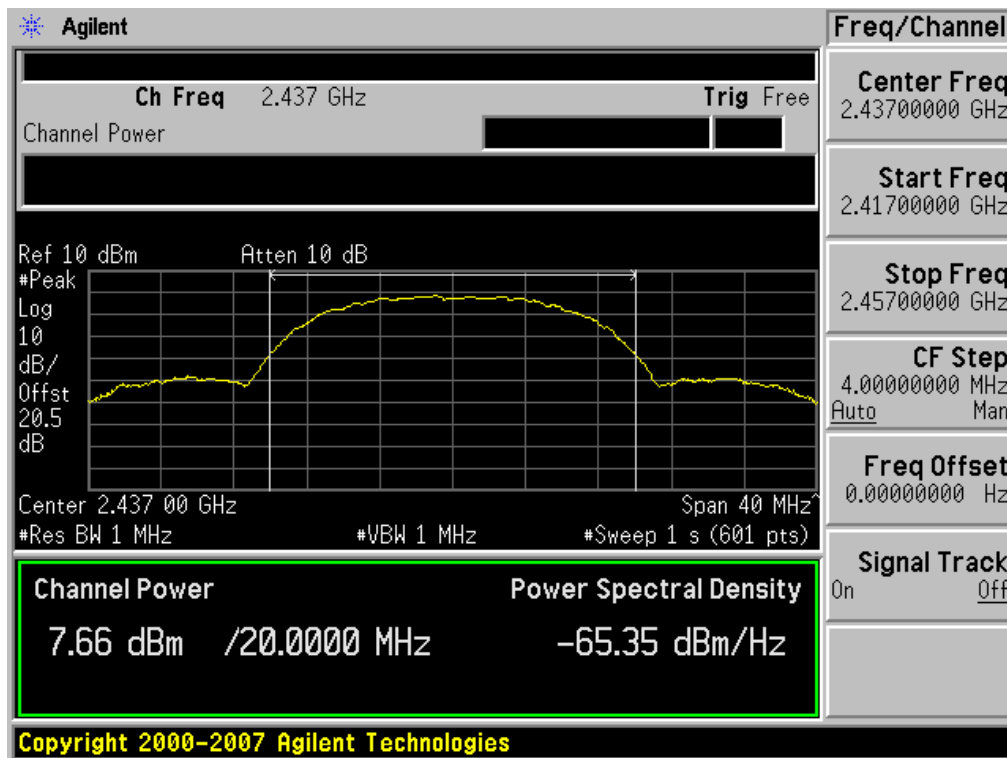 Agilent
Freq/Channel
Ch Freq 2.437 GHz Trig Free
Channel Power
Center Freq
2.43700000 GHz
Start Freq
2.41700000 GHz
Stop Freq
2.45700000 GHz
CF Step
4.00000000 MHz
Auto Man
Freq Offset
0.00000000 Hz
Signal Track
On Off
Ref 10 dBm Atten 10 dB
#Peak
Log
10
dB/
Offst
20.5
dB
Center 2.437 00 GHz Span 40 MHz^
#Res BW 1 MHz #VBW 1 MHz #Sweep 1 s (601 pts)
Channel Power Power Spectral Density
7.66 dBm /20.0000 MHz -65.35 dBm/Hz
Copyright 2000-2007 Agilent Technologies